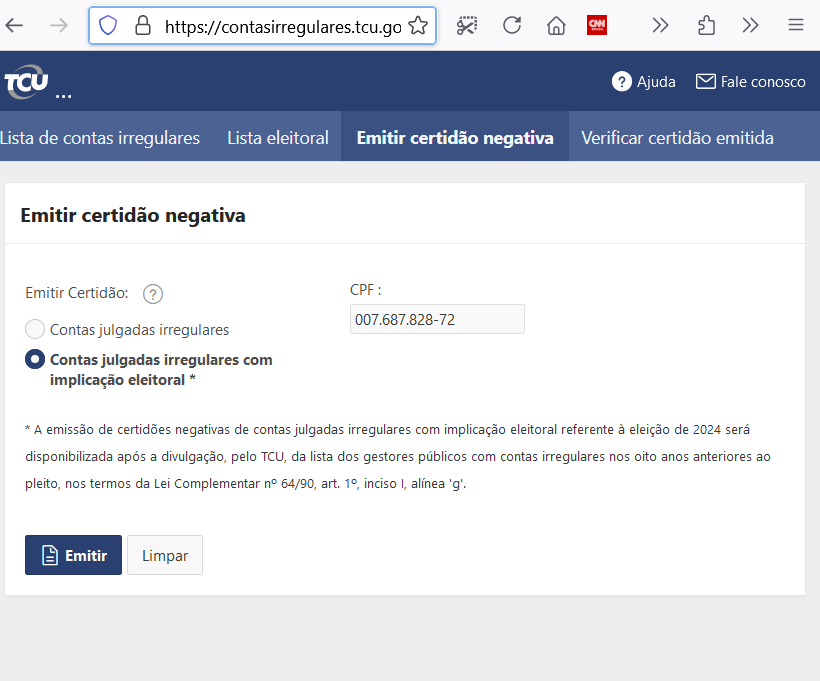 https://contasirregulares.tcu.go
CNN
BRASIL
TCU
...
? Ajuda
Fale conosco
Lista de contas irregulares
Lista eleitoral
Emitir certidão negativa
Verificar certidão emitida
Emitir certidão negativa
Emitir Certidão: ?
CPF :
007.687.828-72
Contas julgadas irregulares
Contas julgadas irregulares com
implicação eleitoral *
* A emissão de certidões negativas de contas julgadas irregulares com implicação eleitoral referente à eleição de 2024 será
disponibilizada após a divulgação, pelo TCU, da lista dos gestores públicos com contas irregulares nos oito anos anteriores ao
pleito, nos termos da Lei Complementar nº 64/90, art. 1º, inciso I, alínea 'g'.
Emitir
Limpar